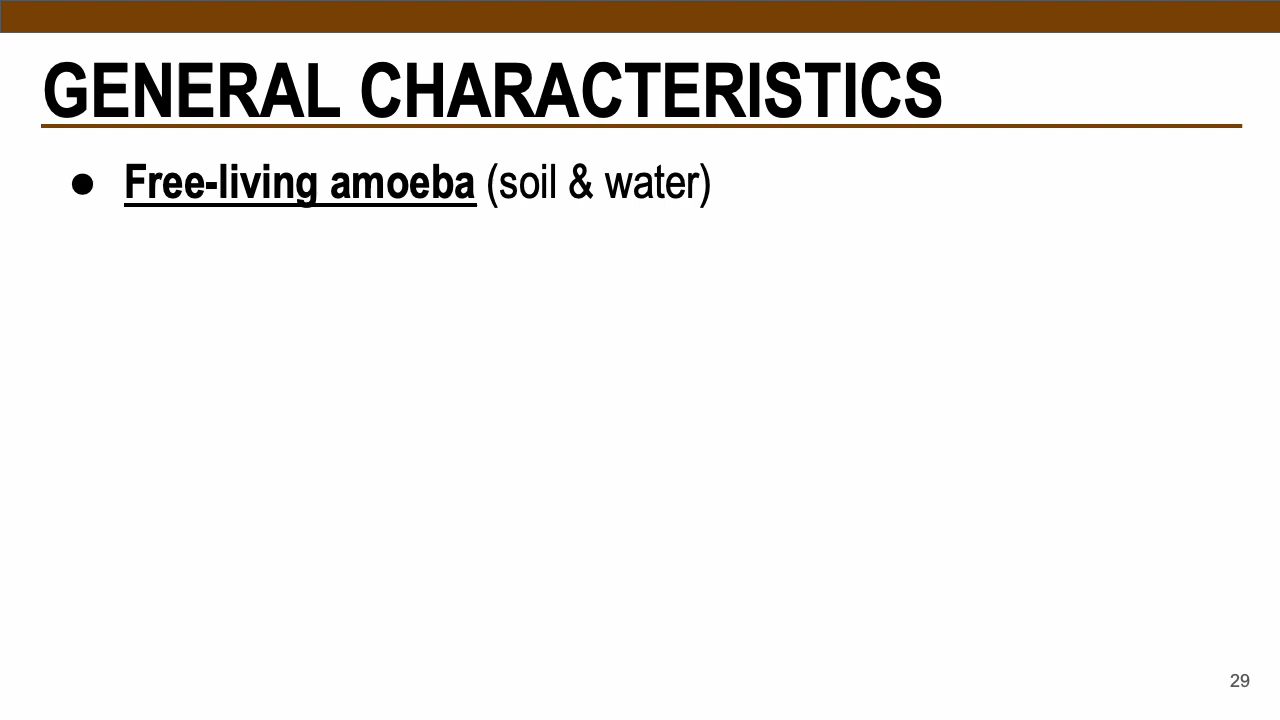 GENERAL CHARACTERISTICS
● Free-living amoeba (soil & water)
29